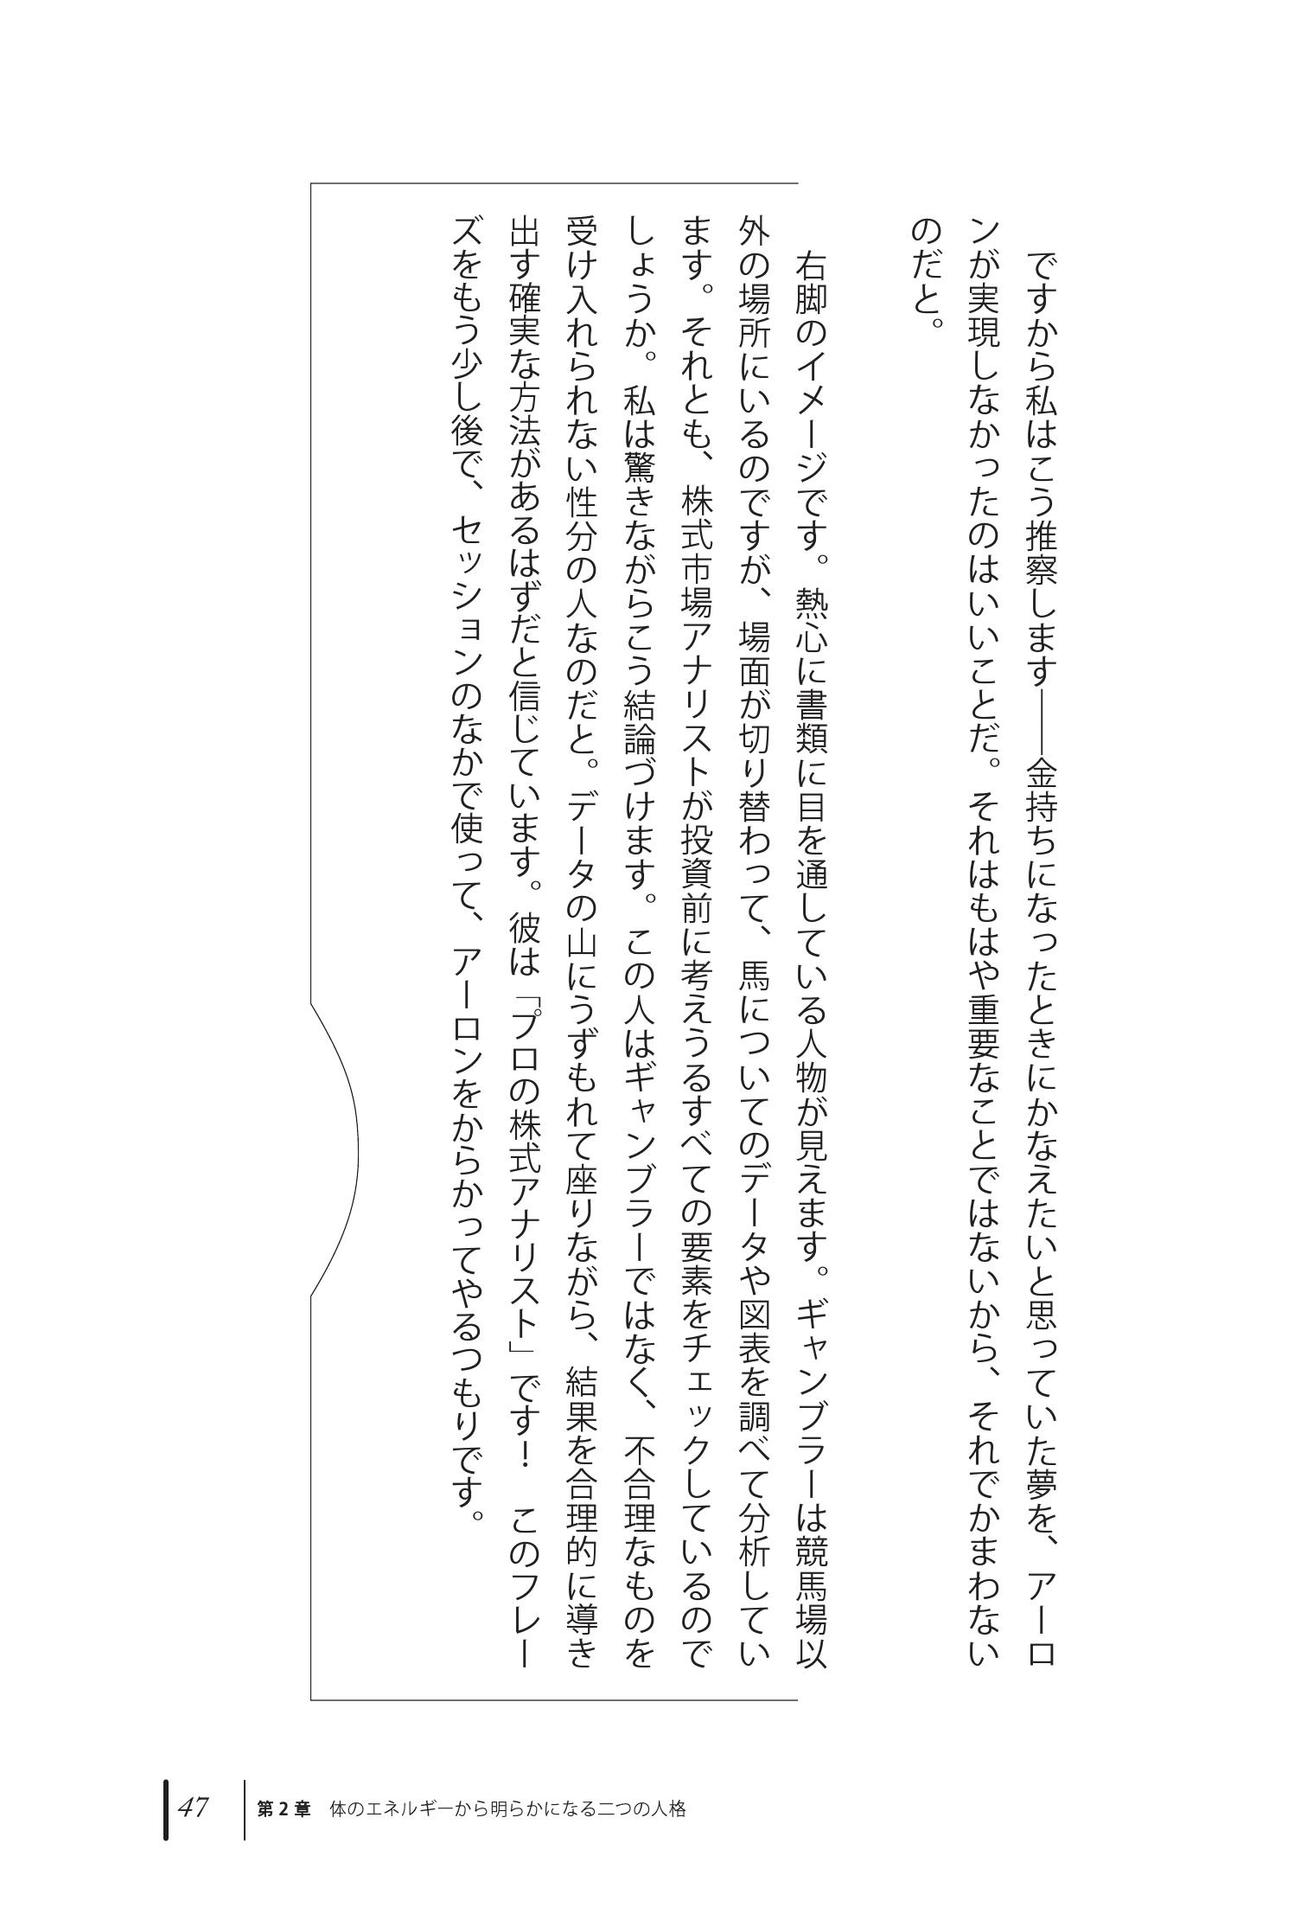 ですから私はこう推察します――金持ちになったときにかなえたいと思っていた夢を、アーロ
ンが実現しなかったのはいいことだ。それはもはや重要なことではないから、それでかまわない
のだと。
右脚のイメージです。熱心に書類に目を通している人物が見えます。ギャンブラーは競馬場以
外の場所にいるのですが、場面が切り替わって、馬についてのデータや図表を調べて分析してい
ます。それとも、株式市場アナリストが投資前に考えうるすべての要素をチェックしているので
しょうか。私は驚きながらこう結論づけます。この人はギャンブラーではなく、不合理なものを
受け入れられない性分の人なのだと。データの山にうずもれて座りながら、結果を合理的に導き
出す確実な方法があるはずだと信じています。彼は「プロの株式アナリスト」です！　このフレー
ズをもう少し後で、セッションのなかで使って、アーロンをからかってやるつもりです。
47
第2章　体のエネルギーから明らかになる二つの人格